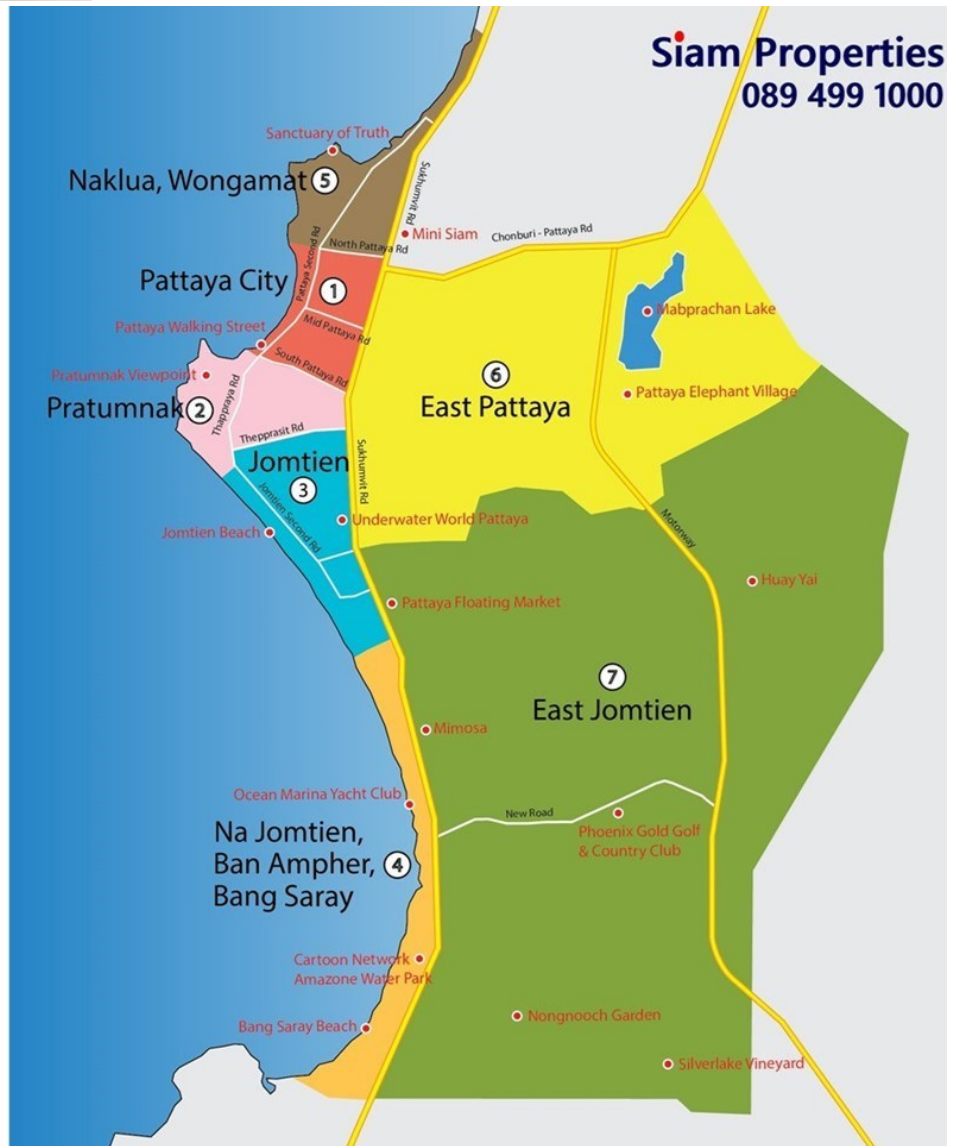 Siam Properties
089 499 1000
Sanctuary of Truth
Naklua, Wongamat 5
Sukhumvit Rd
Mini Siam
Chonburi - Pattaya Rd
North Pattaya Rd
Pattaya Second Rd
Pattaya City
1
Mabprachan Lake
Mid Pattaya Rd
Pattaya Walking Street
South Pattaya Rd
Pratumnak Viewpoint
6
Pattaya Elephant Village
Pratumnak 2
Thappraya Rd
East Pattaya
Thepprasit Rd
Jomtien
3
Sukhumvit Rd
Jomtien Second Rd
Underwater World Pattaya
Jomtien Beach
Motorway
Huay Yai
Pattaya Floating Market
7
East Jomtien
Mimosa
Ocean Marina Yacht Club
New Road
Phoenix Gold Golf
& Country Club
Na Jomtien,
Ban Ampher, 4
Bang Saray
Cartoon Network
Amazone Water Park
Nongnooch Garden
Bang Saray Beach
Silverlake Vineyard